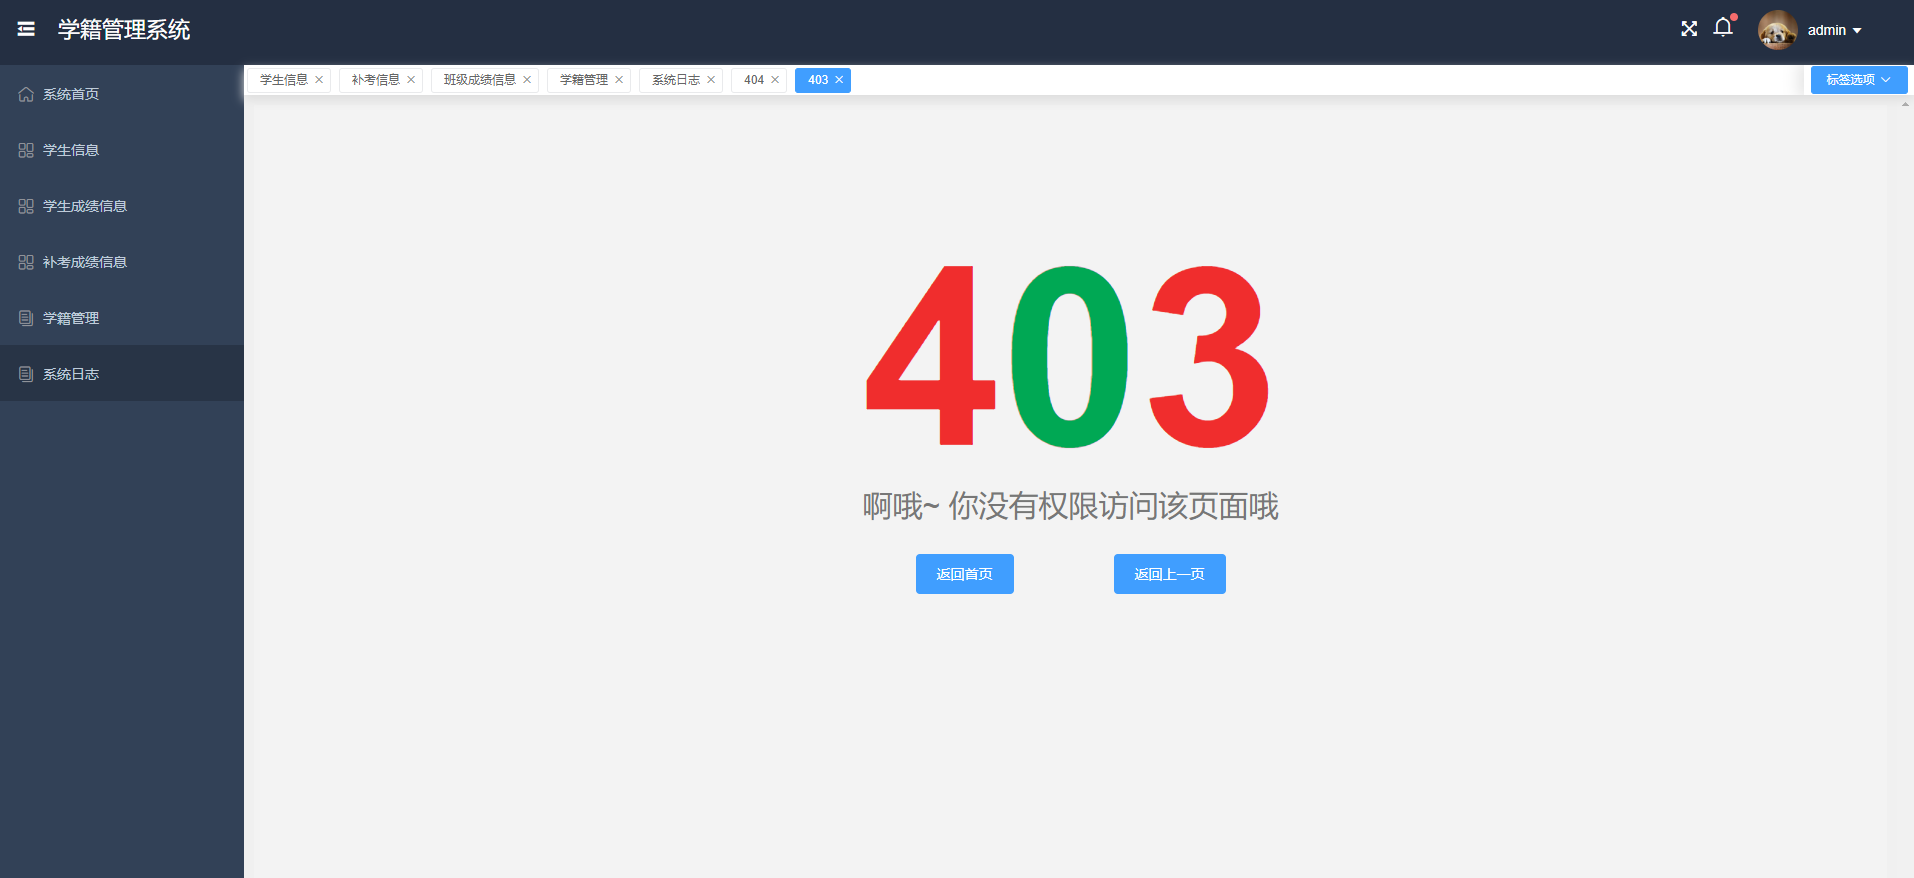 学籍管理系统
admin
系统首页
学生信息
学生成绩信息
补考成绩信息
学籍管理
系统日志
学生信息 补考信息 班级成绩信息 学籍管理 系统日志 404 403 标签选项
403
啊哦~ 你没有权限访问该页面哦
返回首页 返回上一页